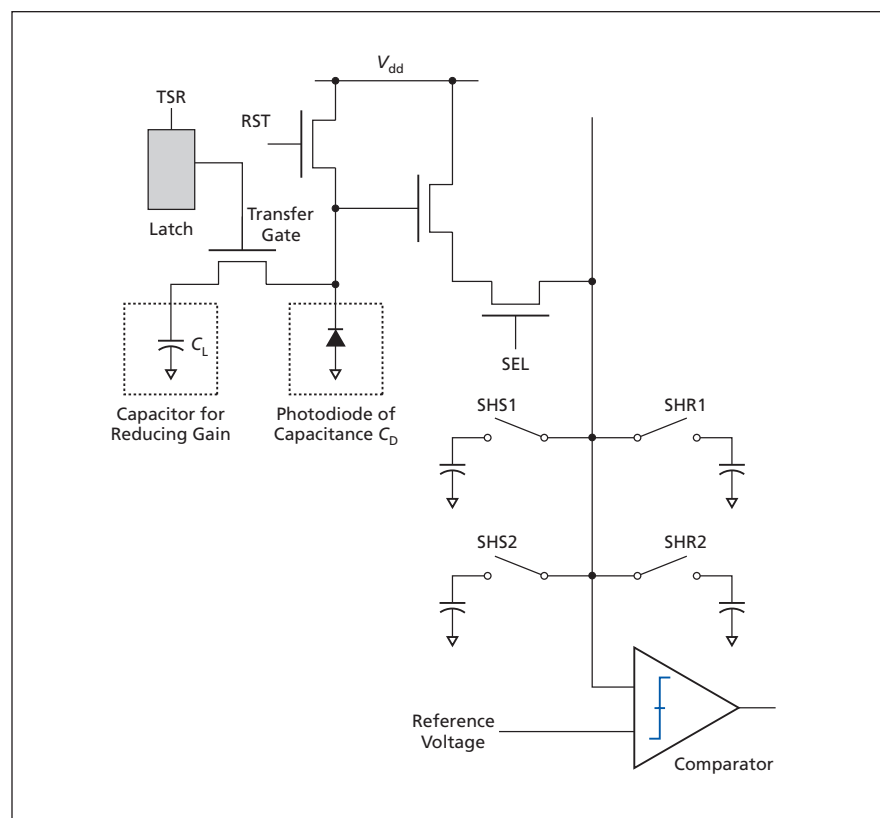 V_dd
TSR
RST
Transfer
Gate
Latch
C_L
SEL
Capacitor for
Reducing Gain
Photodiode of
Capacitance C_D
SHS1
SHR1
SHS2
SHR2
Reference
Voltage
Comparator